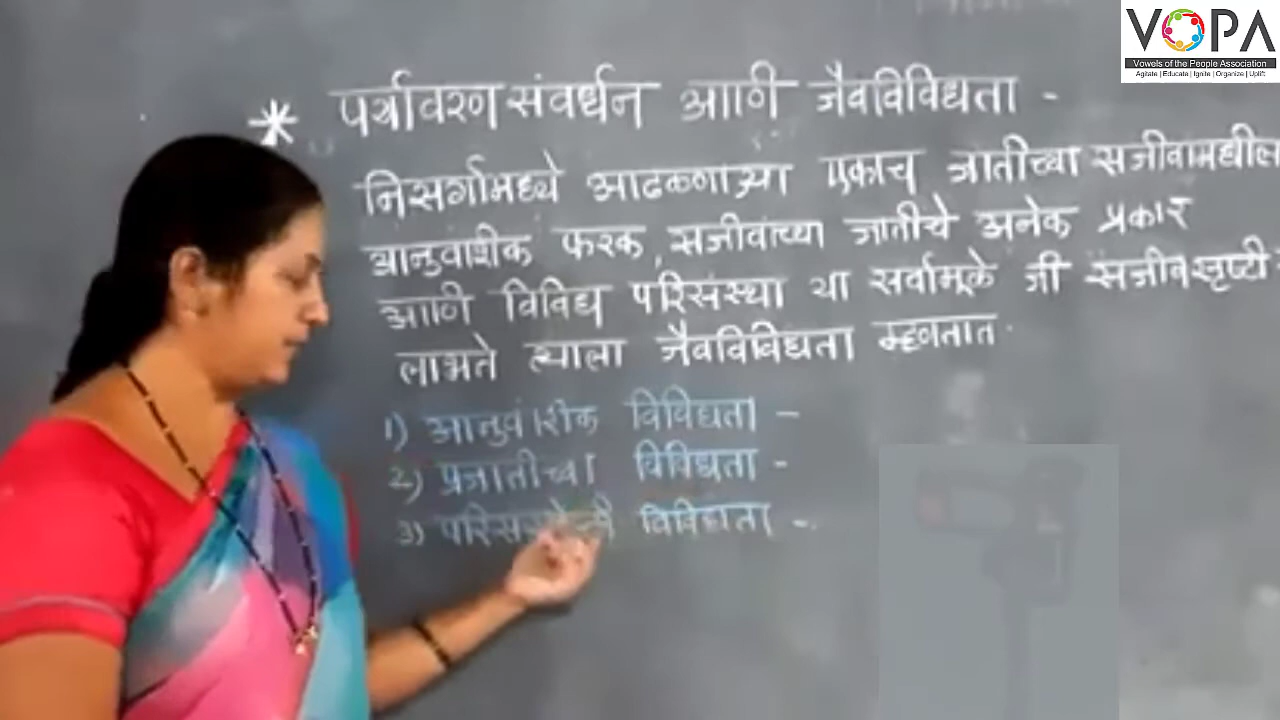 VOPA
Vowels of the People Association
Agitate | Educate | Ignite | Organize | Uplift
* पर्यावरण संवर्धन आणि जैवविविधता -
निसर्गामध्ये आढळणाऱ्या एकाच जातीच्या सजीवामधील
आनुवांशीक फरक, सजीवांच्या जातीचे अनेक प्रकार
आणि विविध परिसंस्था या सर्वामूळे जी सजीवसृष्टी
लाभते त्याला जैवविविधता म्हणतात.
1) आनुवंशीक विविधता -
2) प्रजातीच्या विविधता -
3) विविधता -